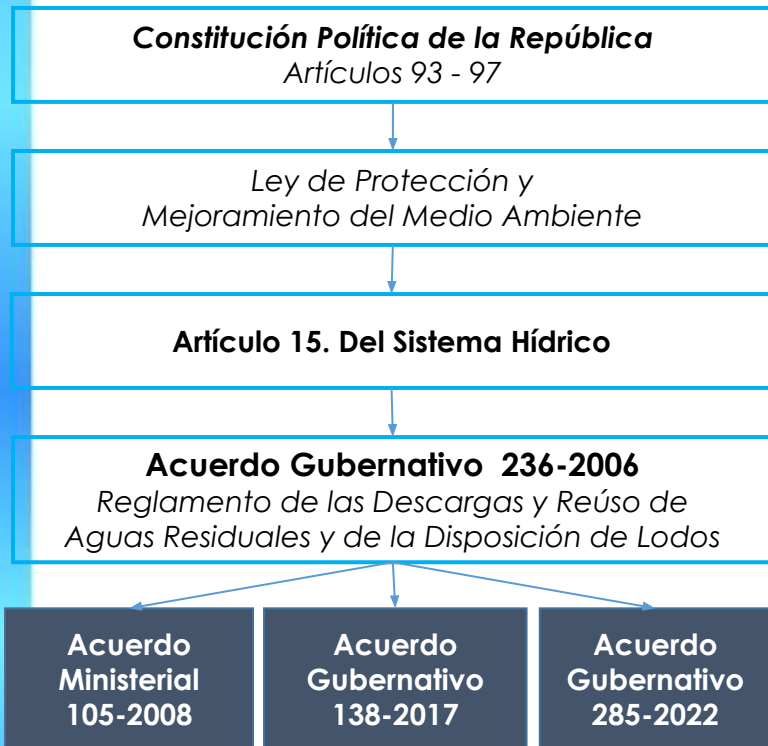 Constitución Política de la República
Artículos 93 - 97
Ley de Protección y
Mejoramiento del Medio Ambiente
Artículo 15. Del Sistema Hídrico
Acuerdo Gubernativo 236-2006
Reglamento de las Descargas y Reúso de
Aguas Residuales y de la Disposición de Lodos
Acuerdo
Ministerial
105-2008
Acuerdo
Gubernativo
138-2017
Acuerdo
Gubernativo
285-2022